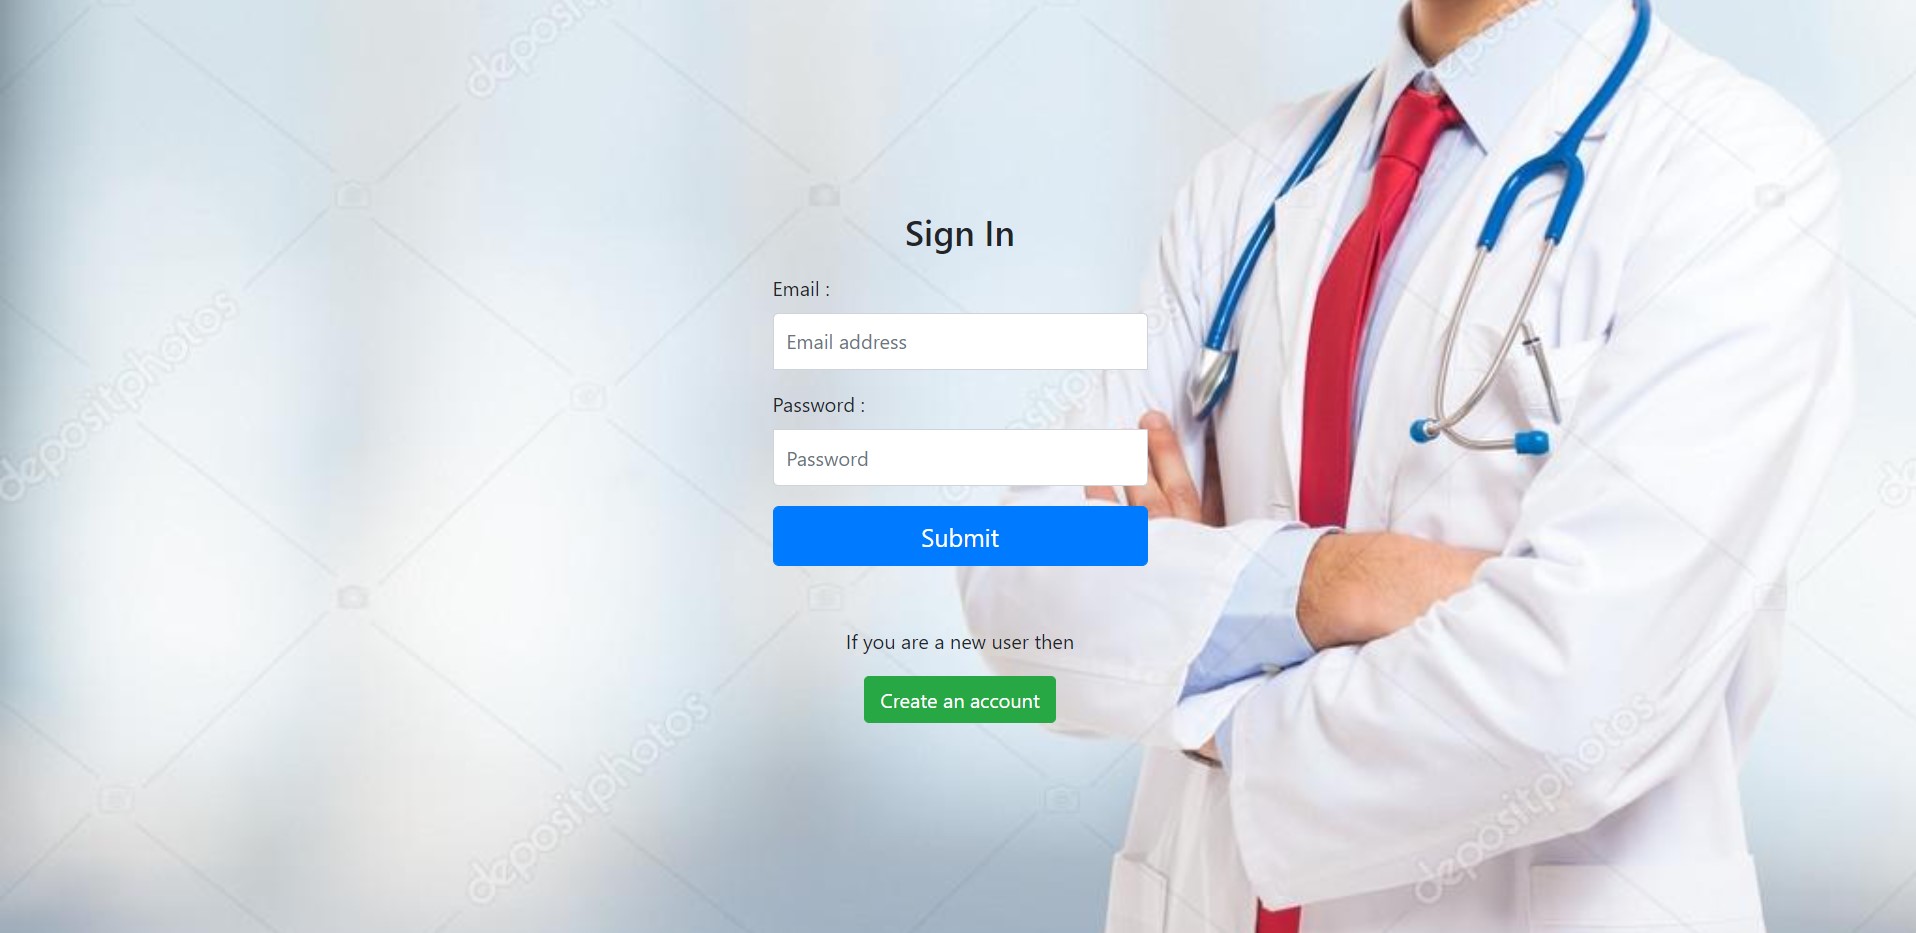 depositphotos
depositphotos
Sign In
Email :
Email address
depositphotos
Password :
Password
Submit
If you are a new user then
Create an account
depositphotos
depositphotos